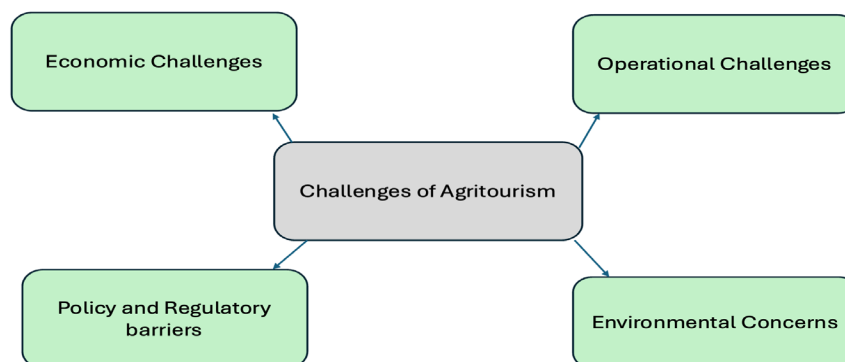 Economic Challenges
Operational Challenges
Challenges of Agritourism
Policy and Regulatory
barriers
Environmental Concerns